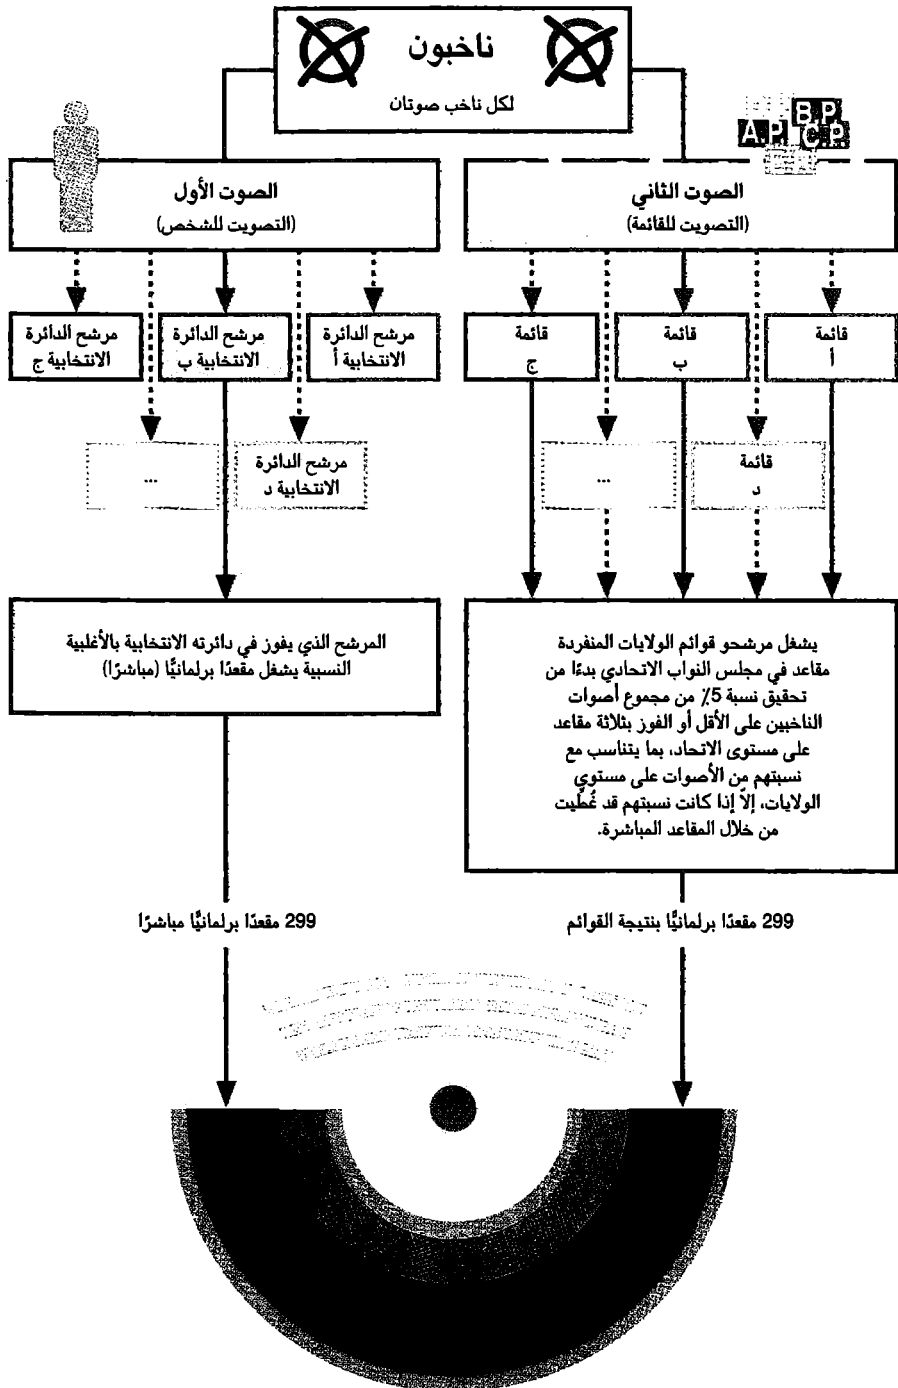 ناخبون
لكل ناخب صوتان
B.P.
A.P.
C.P.
الصوت الأول
(التصويت للشخص)
الصوت الثاني
(التصويت للقائمة)
مرشح الدائرة
الانتخابية أ
مرشح الدائرة
الانتخابية ب
مرشح الدائرة
الانتخابية ج
مرشح الدائرة
الانتخابية د
...
قائمة
أ
قائمة
ب
قائمة
ج
قائمة
د
...
المرشح الذي يفوز في دائرته الانتخابية بالأغلبية
النسبية يشغل مقعدًا برلمانيًّا (مباشرًا)
يشغل مرشحو قوائم الولايات المنفردة
مقاعد في مجلس النواب الاتحادي بدءًا من
تحقيق نسبة 5٪ من مجموع أصوات
الناخبين على الأقل أو الفوز بثلاثة مقاعد
على مستوى الاتحاد، بما يتناسب مع
نسبتهم من الأصوات على مستوى
الولايات، إلاّ إذا كانت نسبتهم قد غُطِّيت
من خلال المقاعد المباشرة.
299 مقعدًا برلمانيًّا مباشرًا
299 مقعدًا برلمانيًّا بنتيجة القوائم